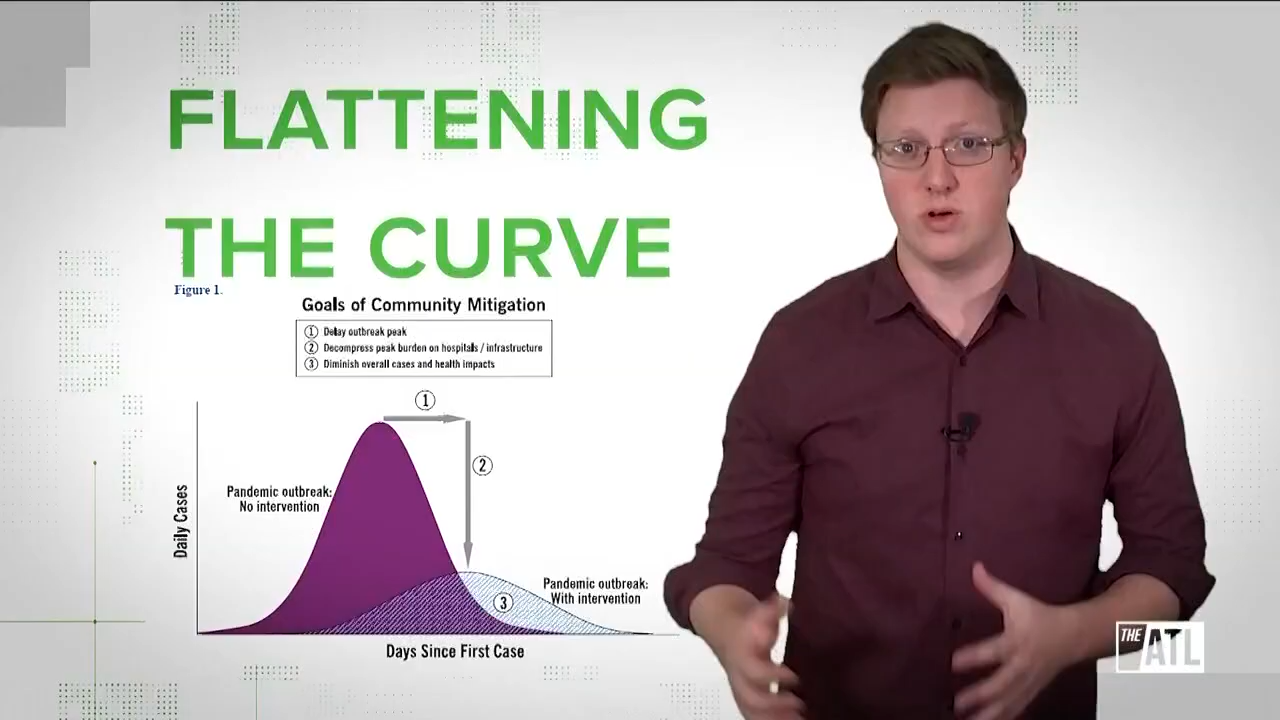 FLATTENING
THE CURVE
Figure 1.
Goals of Community Mitigation
① Delay outbreak peak
② Decompress peak burden on hospitals / infrastructure
③ Diminish overall cases and health impacts
①
②
Pandemic outbreak:
No intervention
Daily Cases
Pandemic outbreak:
With intervention
③
Days Since First Case
THE ATL